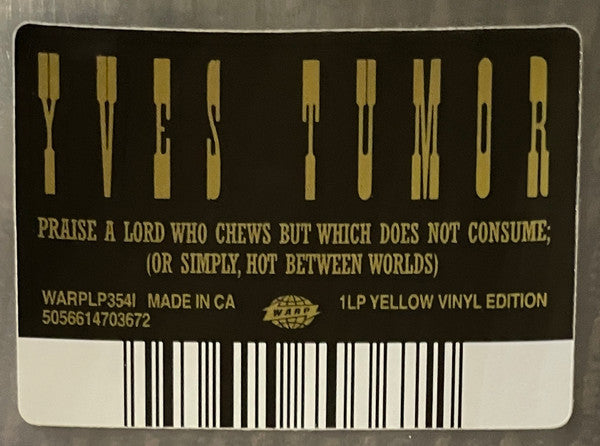 YVES TUMOR
PRAISE A LORD WHO CHEWS BUT WHICH DOES NOT CONSUME;
(OR SIMPLY, HOT BETWEEN WORLDS)
WARPLP354I MADE IN CA WARP 1LP YELLOW VINYL EDITION
5056614703672